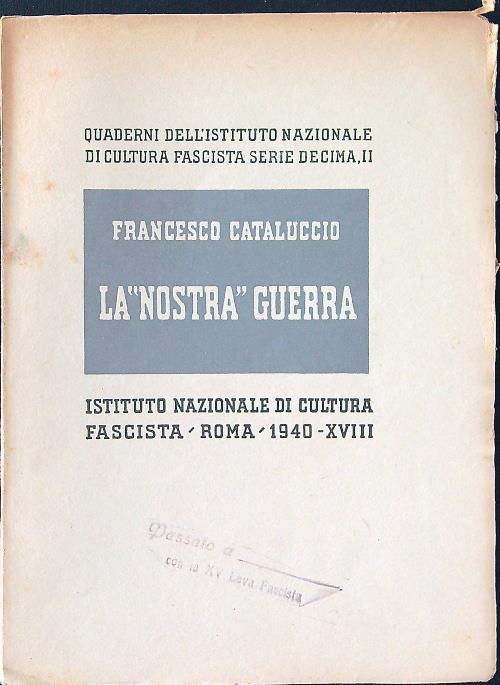 QUADERNI DELL'ISTITUTO NAZIONALE
DI CULTURA FASCISTA SERIE DECIMA, II
FRANCESCO CATALUCCIO
LA "NOSTRA" GUERRA
ISTITUTO NAZIONALE DI CULTURA
FASCISTA - ROMA - 1940 - XVIII
Passato a
con la XV Leva Fascista